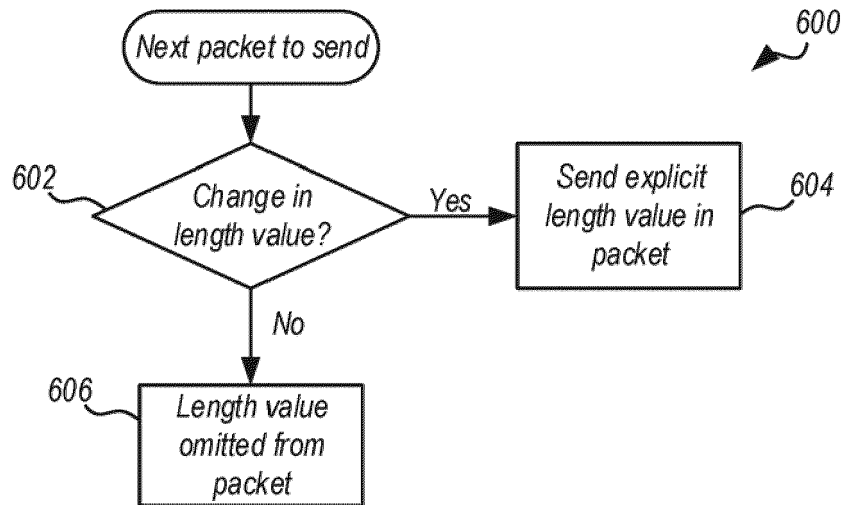 Next packet to send
600
602
Change in
length value?
Yes
Send explicit
length value in
packet
604
No
606
Length value
omitted from
packet